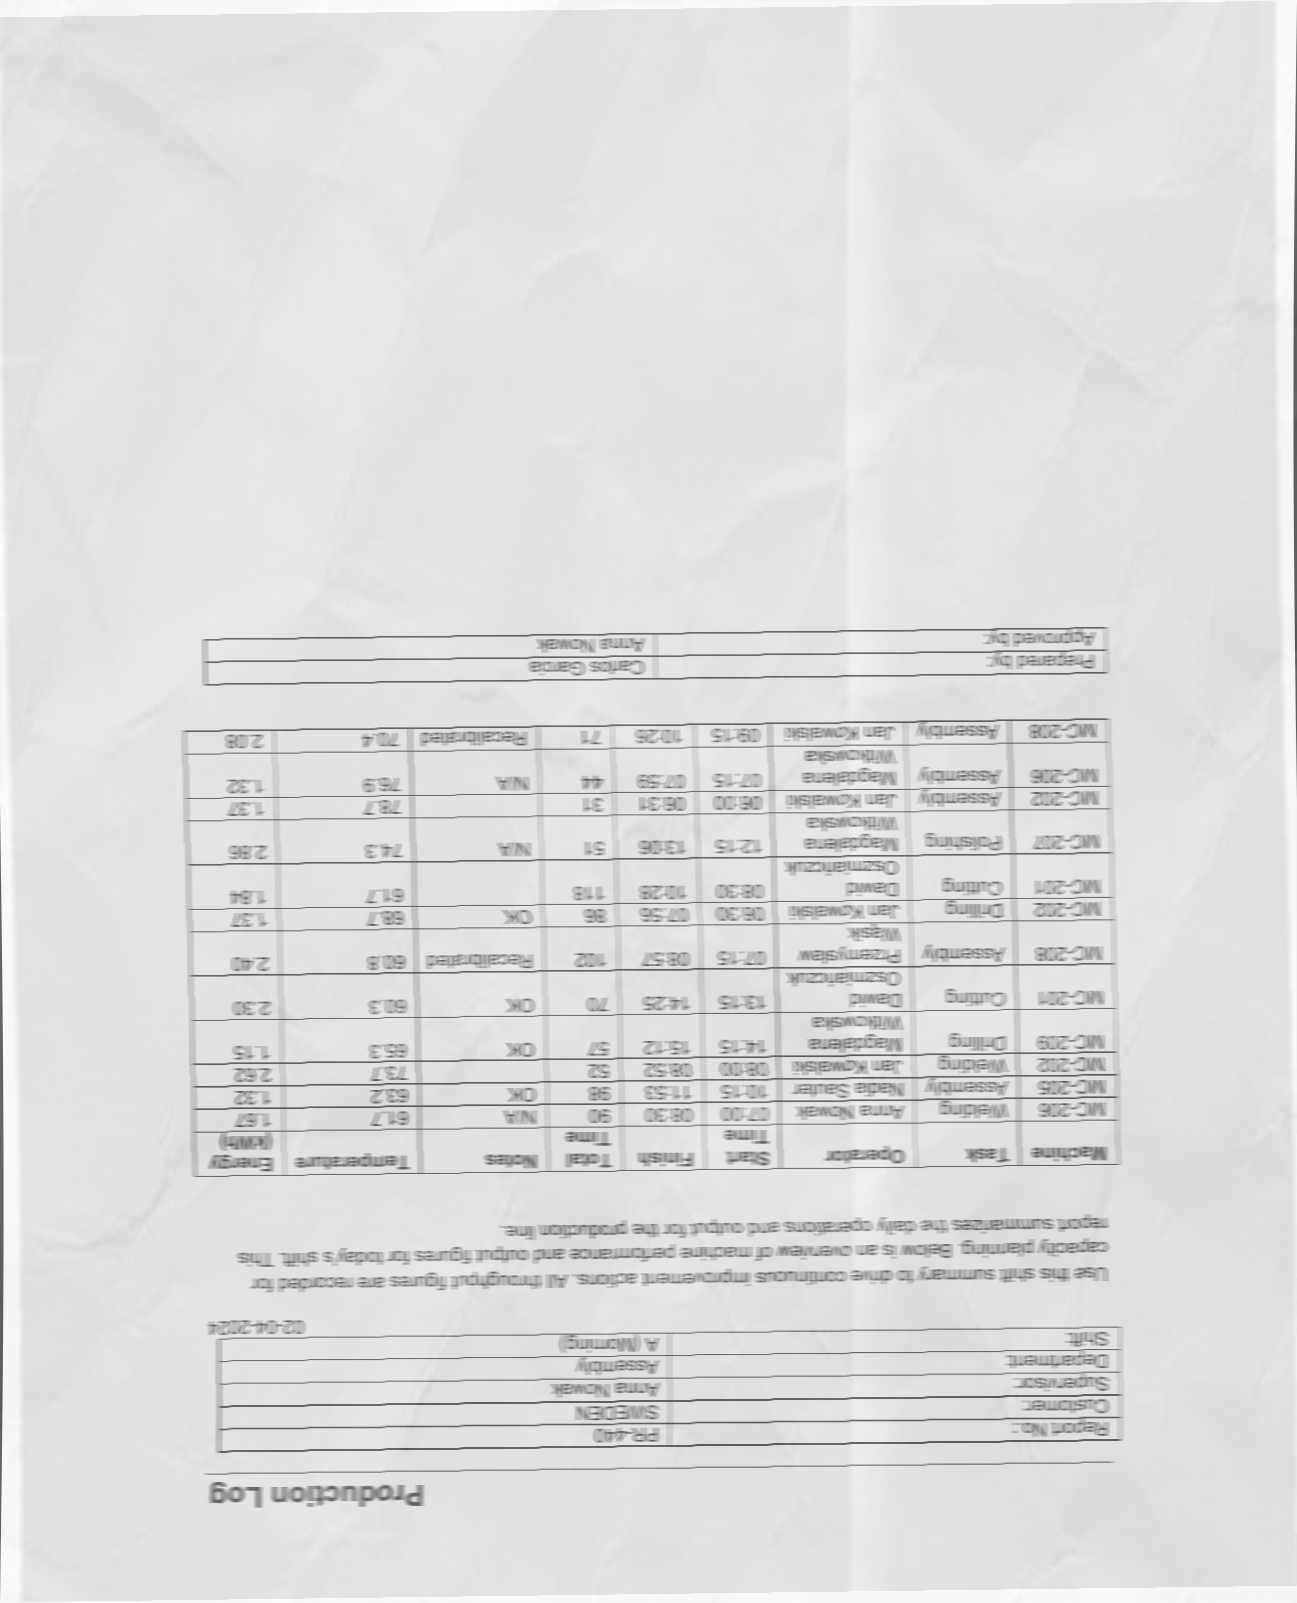 Production Log
Report No.: PR-440
Customer: SWEDEN
Supervisor: Anna Nowak
Department: Assembly
Shift: A (Morning)
02-04-2024
Use this shift summary to drive continuous improvement actions. All throughput figures are recorded for
capacity planning. Below is an overview of machine performance and output figures for today's shift. This
report summarizes the daily operations and output for the production line.
Machine Task Operator Start Time Finish Total Time Notes Temperature Energy (kWh)
MC-206 Welding Anna Nowak 07:00 08:30 90 N/A 61.7 1.67
MC-205 Assembly Nadia Sauter 10:15 11:53 98 OK 63.2 1.32
MC-202 Welding Jan Kowalski 08:00 08:52 52 73.7 2.62
MC-209 Drilling Magdalena Witkowska 14:15 15:12 57 OK 65.3 1.15
MC-201 Cutting Dawid Oszmiańczuk 13:15 14:25 70 OK 60.3 2.30
MC-208 Assembly Przemysław Wąsik 07:15 08:57 102 Recalibrated 60.8 2.40
MC-202 Drilling Jan Kowalski 06:30 07:56 86 OK 68.7 1.37
MC-201 Cutting Dawid Oszmiańczuk 08:30 10:28 118 61.7 1.84
MC-207 Polishing Magdalena Witkowska 12:15 13:06 51 N/A 74.3 2.86
MC-202 Assembly Jan Kowalski 06:00 06:31 31 78.7 1.37
MC-206 Assembly Magdalena Witkowska 07:15 07:59 44 N/A 76.9 1.32
MC-208 Assembly Jan Kowalski 09:15 10:26 71 Recalibrated 70.4 2.08
Prepared by: Carlos Garcia
Approved by: Anna Nowak